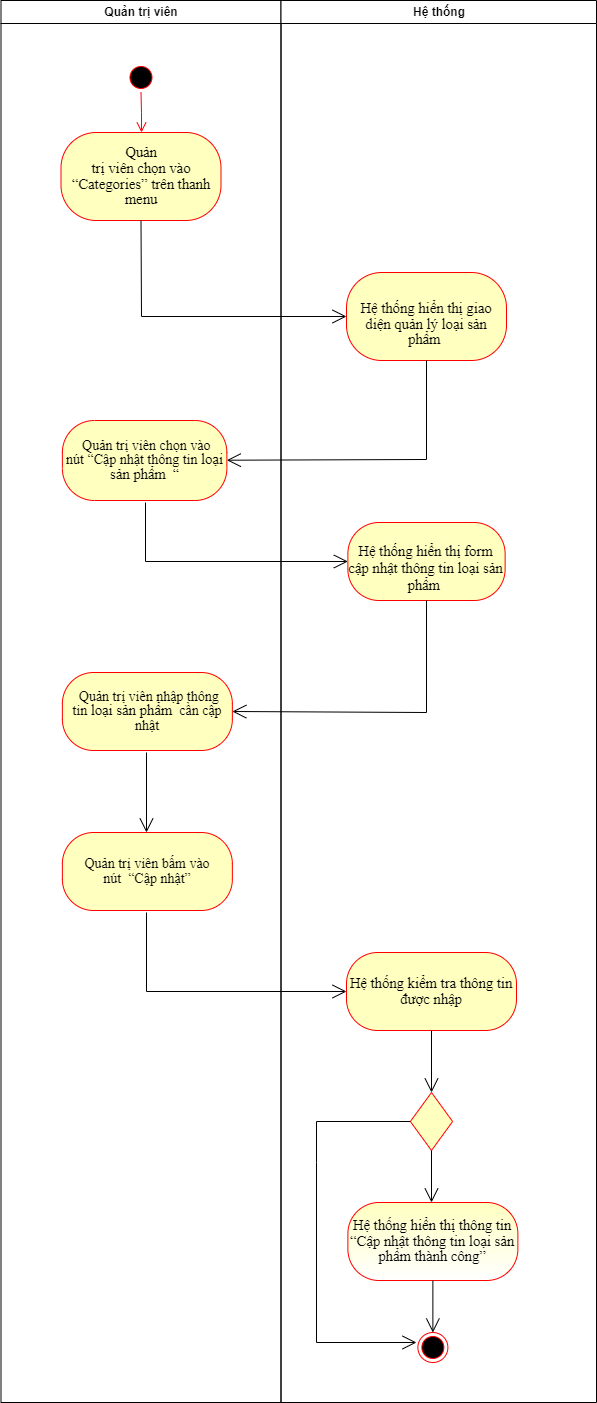 Quản trị viên
Hệ thống
Quản
trị viên chọn vào
“Categories” trên thanh
menu
Hệ thống hiển thị giao
diện quản lý loại sản
phẩm
Quản trị viên chọn vào
nút “Cập nhật thông tin loại
sản phẩm “
Hệ thống hiển thị form
cập nhật thông tin loại sản
phẩm
Quản trị viên nhập thông
tin loại sản phẩm cần cập
nhật
Quản trị viên bấm vào
nút “Cập nhật”
Hệ thống kiểm tra thông tin
được nhập
Hệ thống hiển thị thông tin
“Cập nhật thông tin loại sản
phẩm thành công”